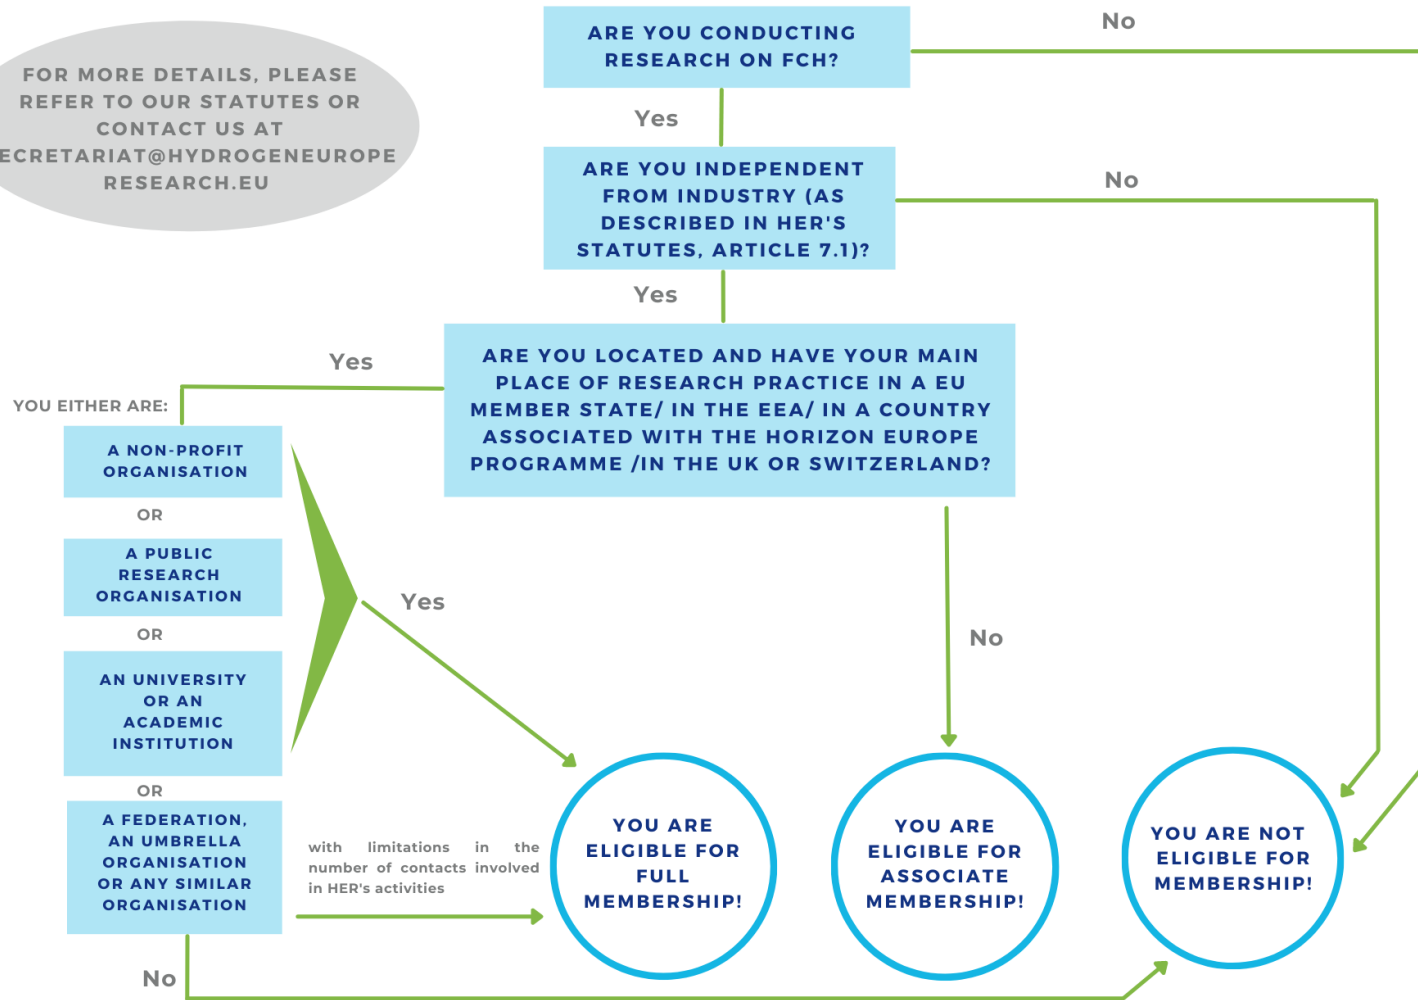 ARE YOU CONDUCTING
RESEARCH ON FCH?
No
FOR MORE DETAILS, PLEASE
REFER TO OUR STATUTES OR
CONTACT US AT
ECRETARIAT@HYDROGENEUROPE
RESEARCH.EU
Yes
ARE YOU INDEPENDENT
FROM INDUSTRY (AS
DESCRIBED IN HER'S
STATUTES, ARTICLE 7.1)?
No
Yes
ARE YOU LOCATED AND HAVE YOUR MAIN
PLACE OF RESEARCH PRACTICE IN A EU
MEMBER STATE/ IN THE EEA/ IN A COUNTRY
ASSOCIATED WITH THE HORIZON EUROPE
PROGRAMME /IN THE UK OR SWITZERLAND?
Yes
YOU EITHER ARE:
A NON-PROFIT
ORGANISATION
OR
A PUBLIC
RESEARCH
ORGANISATION
OR
AN UNIVERSITY
OR AN
ACADEMIC
INSTITUTION
OR
A FEDERATION,
AN UMBRELLA
ORGANISATION
OR ANY SIMILAR
ORGANISATION
Yes
No
with limitations in the
number of contacts involved
in HER's activities
YOU ARE
ELIGIBLE FOR
FULL
MEMBERSHIP!
YOU ARE
ELIGIBLE FOR
ASSOCIATE
MEMBERSHIP!
YOU ARE NOT
ELIGIBLE FOR
MEMBERSHIP!
No